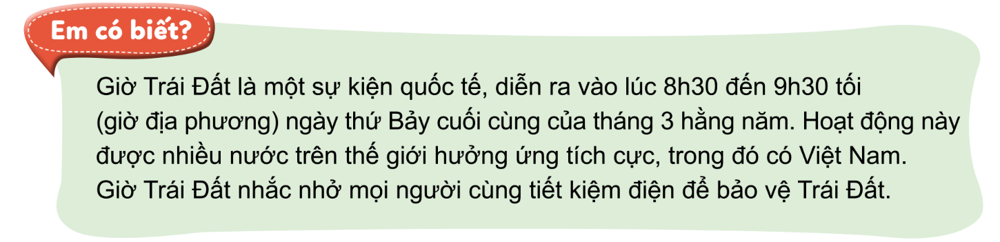 Em có biết?
Giờ Trái Đất là một sự kiện quốc tế, diễn ra vào lúc 8h30 đến 9h30 tối
(giờ địa phương) ngày thứ Bảy cuối cùng của tháng 3 hằng năm. Hoạt động này
được nhiều nước trên thế giới hưởng ứng tích cực, trong đó có Việt Nam.
Giờ Trái Đất nhắc nhở mọi người cùng tiết kiệm điện để bảo vệ Trái Đất.